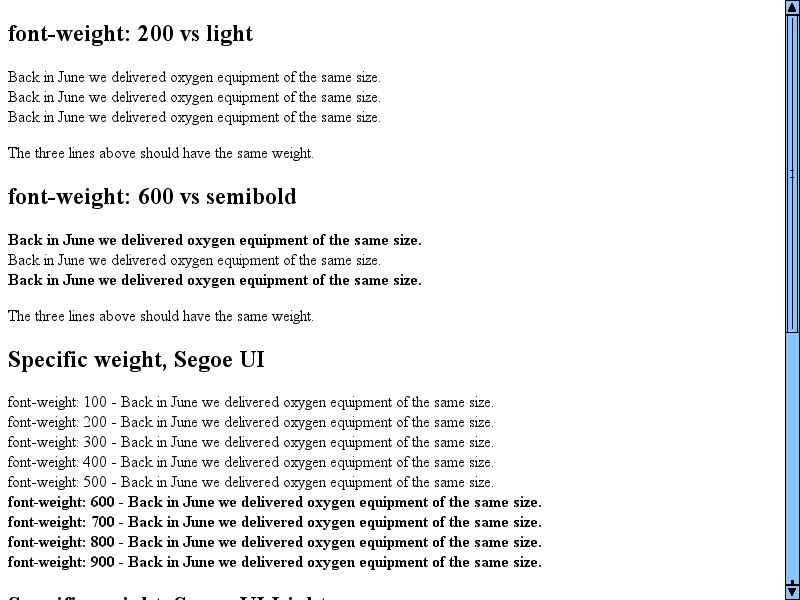 font-weight: 200 vs light
Back in June we delivered oxygen equipment of the same size.
Back in June we delivered oxygen equipment of the same size.
Back in June we delivered oxygen equipment of the same size.
The three lines above should have the same weight.
font-weight: 600 vs semibold
Back in June we delivered oxygen equipment of the same size.
Back in June we delivered oxygen equipment of the same size.
Back in June we delivered oxygen equipment of the same size.
The three lines above should have the same weight.
Specific weight, Segoe UI
font-weight: 100 - Back in June we delivered oxygen equipment of the same size.
font-weight: 200 - Back in June we delivered oxygen equipment of the same size.
font-weight: 300 - Back in June we delivered oxygen equipment of the same size.
font-weight: 400 - Back in June we delivered oxygen equipment of the same size.
font-weight: 500 - Back in June we delivered oxygen equipment of the same size.
font-weight: 600 - Back in June we delivered oxygen equipment of the same size.
font-weight: 700 - Back in June we delivered oxygen equipment of the same size.
font-weight: 800 - Back in June we delivered oxygen equipment of the same size.
font-weight: 900 - Back in June we delivered oxygen equipment of the same size.